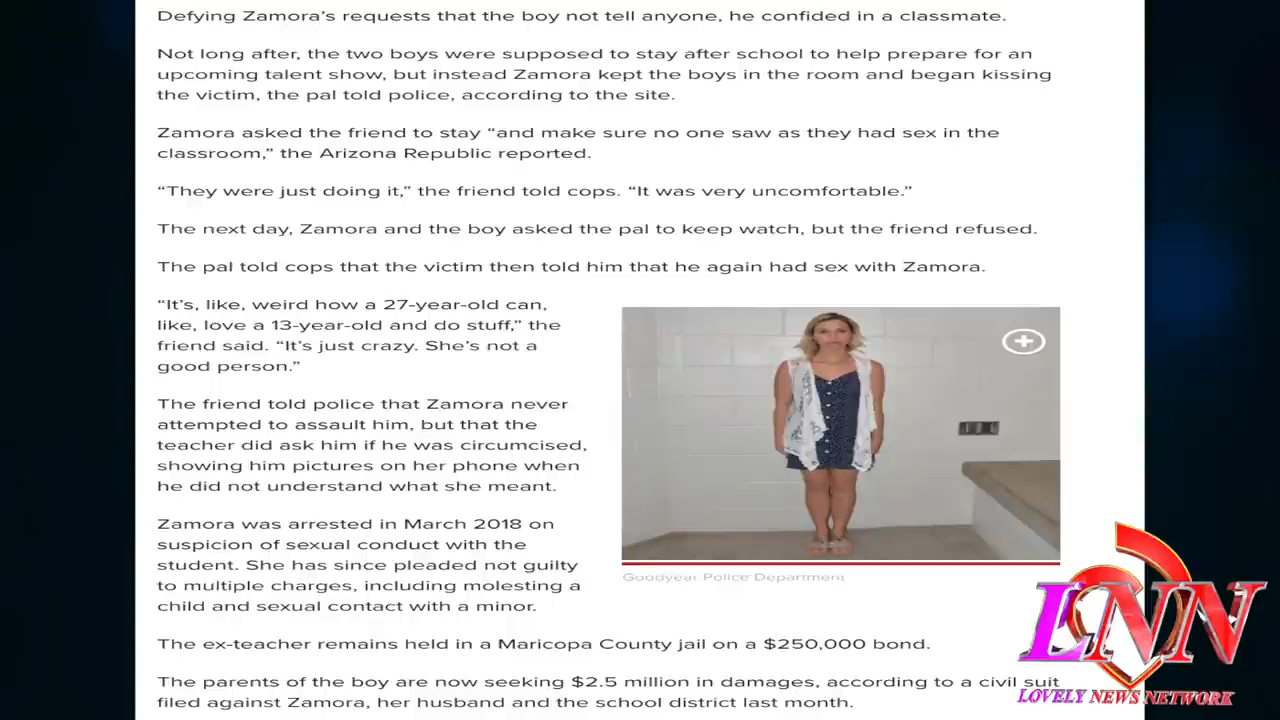 Defying Zamora's requests that the boy not tell anyone, he confided in a classmate.
Not long after, the two boys were supposed to stay after school to help prepare for an
upcoming talent show, but instead Zamora kept the boys in the room and began kissing
the victim, the pal told police, according to the site.
Zamora asked the friend to stay “and make sure no one saw as they had sex in the
classroom,” the Arizona Republic reported.
“They were just doing it,” the friend told cops. “It was very uncomfortable.”
The next day, Zamora and the boy asked the pal to keep watch, but the friend refused.
The pal told cops that the victim then told him that he again had sex with Zamora.
“It's, like, weird how a 27-year-old can,
like, love a 13-year-old and do stuff,” the
friend said. “It's just crazy. She's not a
good person.”
The friend told police that Zamora never
attempted to assault him, but that the
teacher did ask him if he was circumcised,
showing him pictures on her phone when
he did not understand what she meant.
Zamora was arrested in March 2018 on
suspicion of sexual conduct with the
student. She has since pleaded not guilty
to multiple charges, including molesting a
child and sexual contact with a minor.
Goodyear Police Department
The ex-teacher remains held in a Maricopa County jail on a $250,000 bond.
The parents of the boy are now seeking $2.5 million in damages, according to a civil suit
filed against Zamora, her husband and the school district last month.
LNN
LOVELY NEWS NETWORK